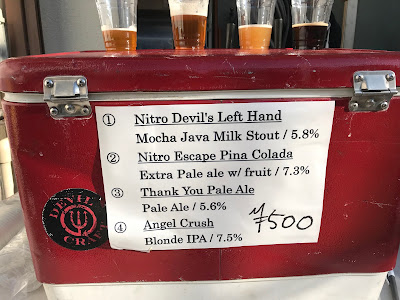 ① Nitro Devil's Left Hand
Mocha Java Milk Stout / 5.8%
② Nitro Escape Pina Colada
Extra Pale ale w/ fruit / 7.3%
③ Thank You Pale Ale
Pale Ale / 5.6%
④ Angel Crush
Blonde IPA / 7.5%
¥500
DEVIL
CRAFT